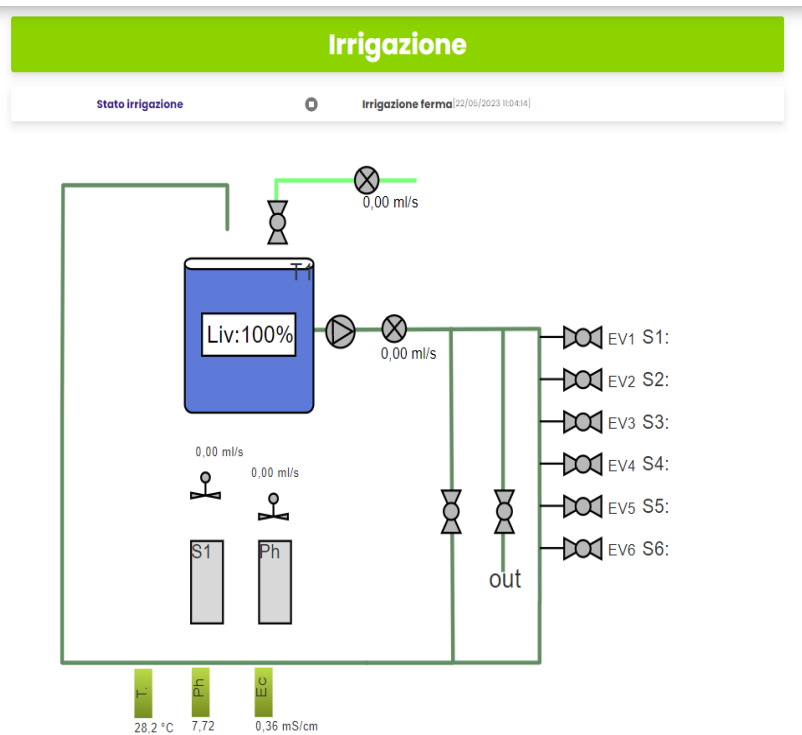 Irrigazione
Stato irrigazione
Irrigazione ferma[22/05/2023 11:04:14]
0,00 ml/s
T1
Liv:100%
0,00 ml/s
EV1 S1:
EV2 S2:
EV3 S3:
EV4 S4:
EV5 S5:
EV6 S6:
0,00 ml/s
0,00 ml/s
S1
Ph
out
T.
Ph
Ec
28,2 °C
7,72
0,36 mS/cm